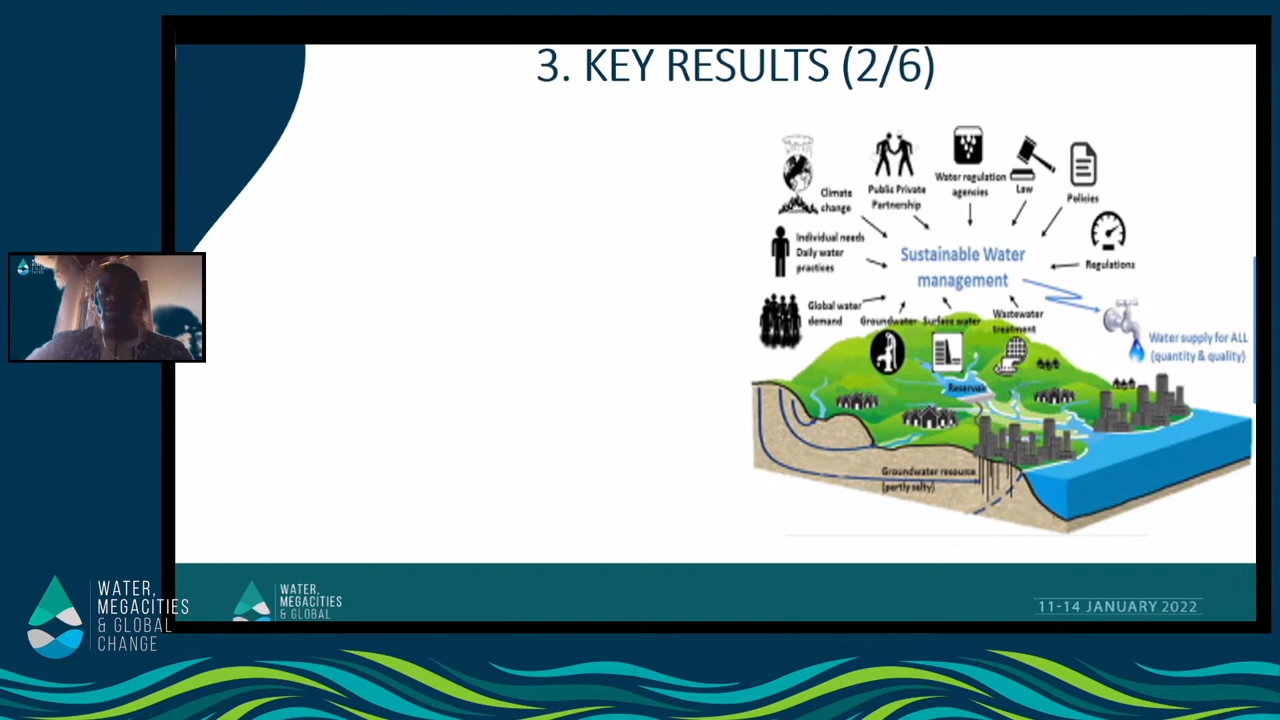 3. KEY RESULTS (2/6)
Climate
change
Public Private
Partnership
Water regulation
agencies
Law
Policies
Individual needs
Daily water
practices
Sustainable Water
management
Regulations
Global water
demand
Groundwater
Surface water
Wastewater
treatment
Water supply for ALL
(quantity & quality)
Reservoir
Groundwater resource
(partly salty)
WATER,
MEGACITIES
& GLOBAL
11-14 JANUARY 2022
WATER,
MEGACITIES
& GLOBAL
CHANGE